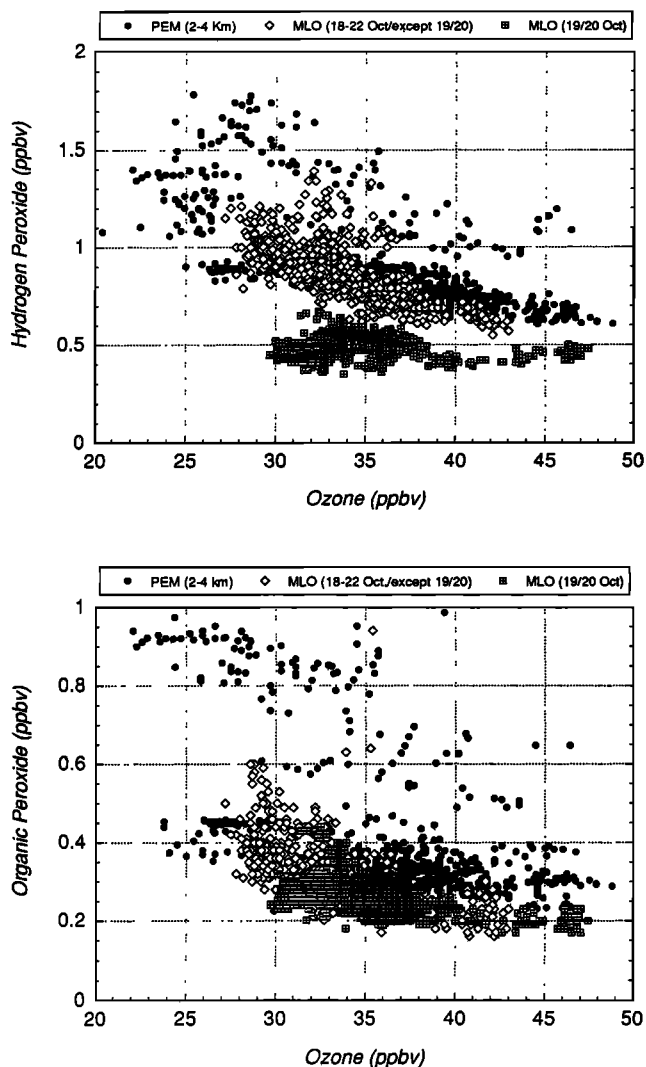 PEM (2-4 Km) MLO (18-22 Oct/except 19/20) MLO (19/20 Oct)
2
1.5
1
0.5
0
Hydrogen Peroxide (ppbv)
20 25 30 35 40 45 50
Ozone (ppbv)
PEM (2-4 km) MLO (18-22 Oct./except 19/20) MLO (19/20 Oct)
1
0.8
0.6
0.4
0.2
0
Organic Peroxide (ppbv)
20 25 30 35 40 45 50
Ozone (ppbv)